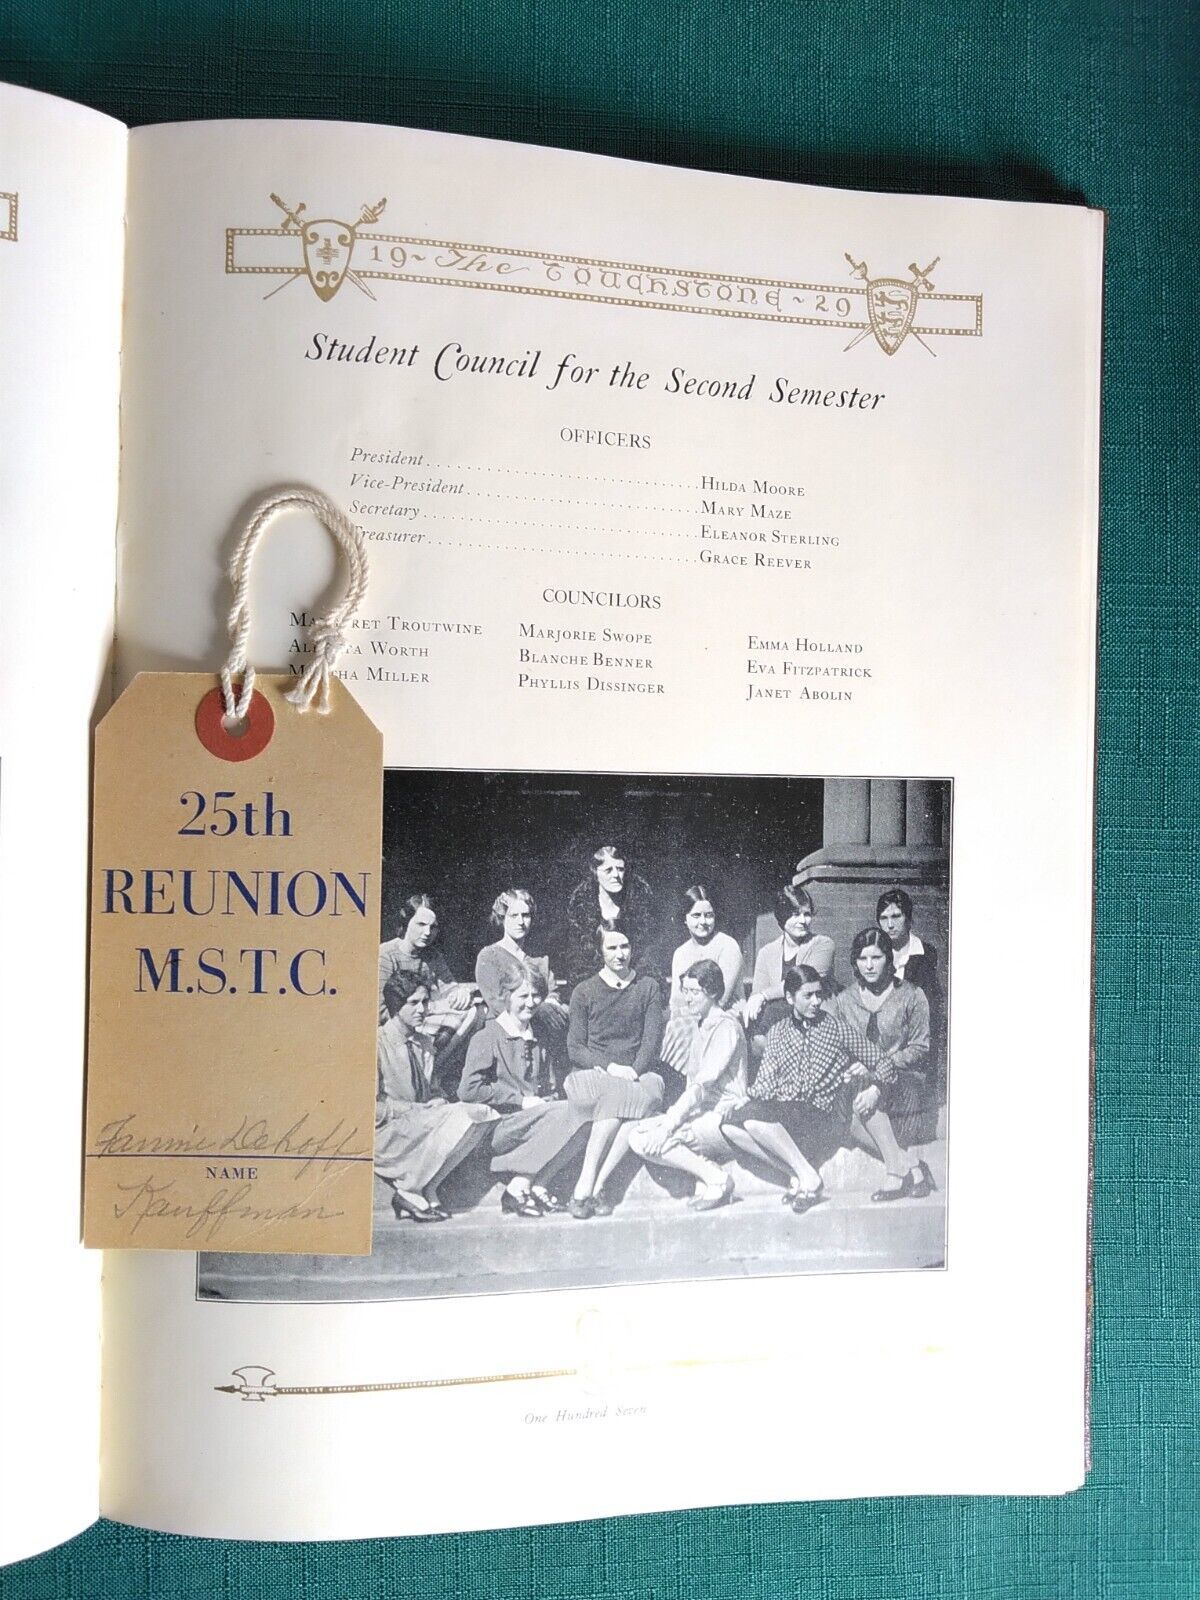 19 ~ The Touchstone ~ 29
Student Council for the Second Semester
OFFICERS
President ........ HILDA MOORE
Vice-President ........ MARY MAZE
Secretary ........ ELEANOR STERLING
Treasurer ........ GRACE REEVER
COUNCILORS
TROUTWINE MARJORIE SWOPE EMMA HOLLAND
WORTH BLANCHE BENNER EVA FITZPATRICK
MILLER PHYLLIS DISSINGER JANET ABOLIN
25th
REUNION
M.S.T.C.
Fannie Dehoff
NAME
Kauffman
One Hundred Seven